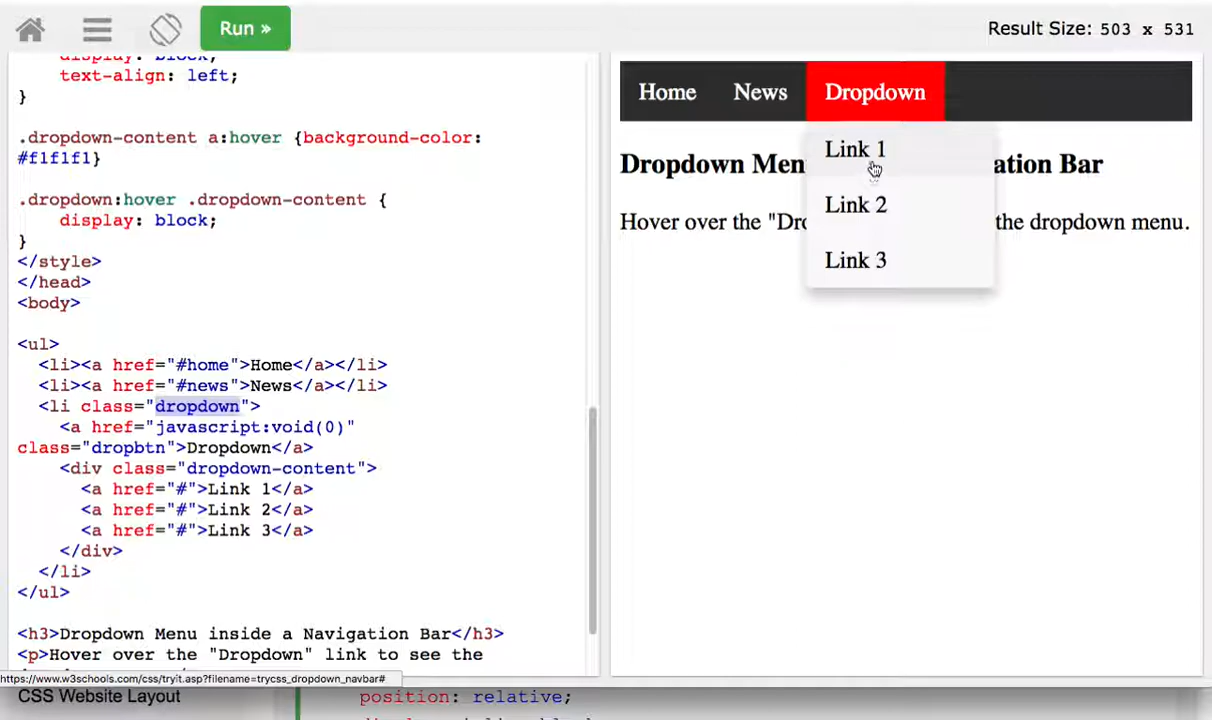 Run »
Result Size: 503 x 531
display: block;
text-align: left;
}
.dropdown-content a:hover {background-color:
#f1f1f1}
.dropdown:hover .dropdown-content {
display: block;
}
</style>
</head>
<body>
<ul>
<li><a href="#home">Home</a></li>
<li><a href="#news">News</a></li>
<li class="dropdown">
<a href="javascript:void(0)"
class="dropbtn">Dropdown</a>
<div class="dropdown-content">
<a href="#">Link 1</a>
<a href="#">Link 2</a>
<a href="#">Link 3</a>
</div>
</li>
</ul>
<h3>Dropdown Menu inside a Navigation Bar</h3>
<p>Hover over the "Dropdown" link to see the
https://www.w3schools.com/css/tryit.asp?filename=trycss_dropdown_navbar#
CSS Website Layout
position: relative;
Home News Dropdown
Link 1
Dropdown Men ation Bar
Link 2
Hover over the "Dro the dropdown menu.
Link 3